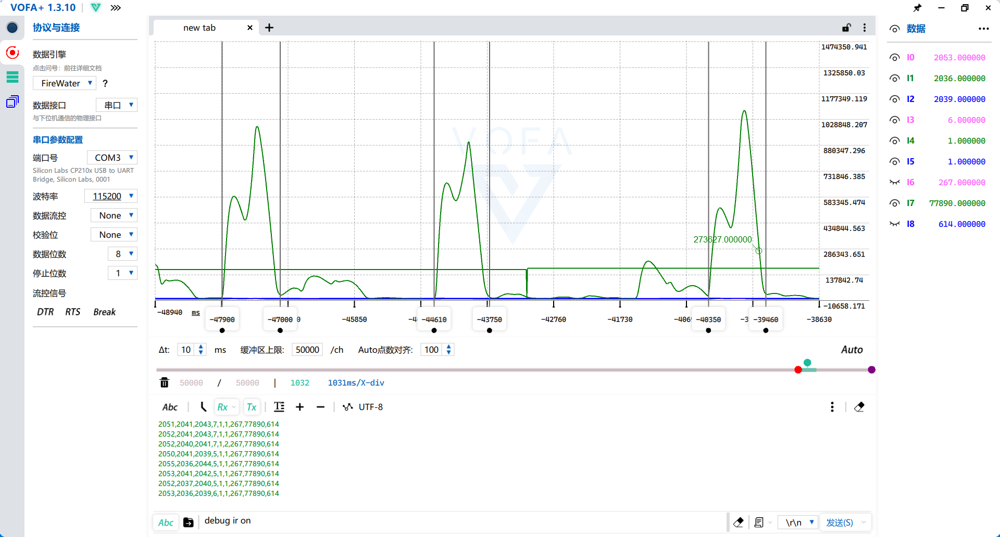 VOFA+ 1.3.10
协议与连接
数据引擎
点击问号：前往详细文档
FireWater ?
数据接口 串口
与下位机通信的物理接口
串口参数配置
端口号 COM3
Silicon Labs CP210x USB to UART
Bridge, Silicon Labs, 0001
波特率 115200
数据流控 None
校验位 None
数据位数 8
停止位数 1
流控信号
DTR RTS Break
new tab
1474350.941
1325850.03
1177349.119
1028848.207
880347.296
731846.385
583345.474
434844.563
286343.651
137842.74
-10658.171
VOFA
273627.000000
-48940 ms -47900 -47000 -45850 -44610 -43750 -42760 -41730 -40350 -39460 -38630
Δt: 10 ms 缓冲区上限: 50000 /ch Auto点数对齐: 100 Auto
50000 / 50000 | 1032 1031ms/X-div
Abc Rx Tx UTF-8
2051,2041,2043,7,1,1,267,77890,614
2052,2041,2043,7,1,1,267,77890,614
2052,2040,2041,7,1,2,267,77890,614
2050,2041,2039,5,1,1,267,77890,614
2055,2036,2044,5,1,1,267,77890,614
2053,2041,2042,5,1,1,267,77890,614
2052,2037,2040,5,1,1,267,77890,614
2053,2036,2039,6,1,1,267,77890,614
Abc debug ir on \r\n 发送(S)
数据
I0 2053.000000
I1 2036.000000
I2 2039.000000
I3 6.000000
I4 1.000000
I5 1.000000
I6 267.000000
I7 77890.000000
I8 614.000000